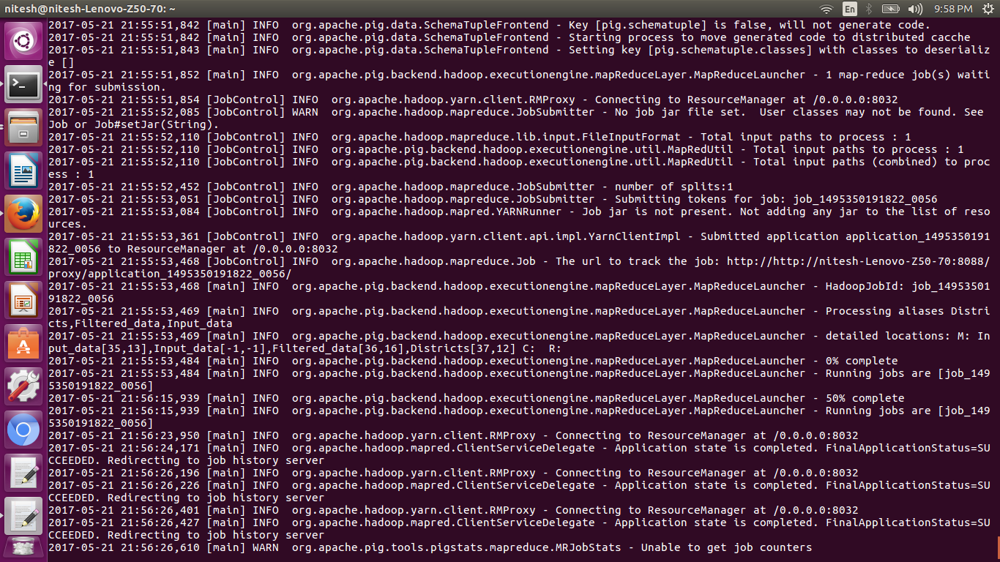 nitesh@nitesh-Lenovo-Z50-70: ~
En
9:58 PM
2017-05-21 21:55:51,842 [main] INFO  org.apache.pig.data.SchemaTupleFrontend - Key [pig.schematuple] is false, will not generate code.
2017-05-21 21:55:51,842 [main] INFO  org.apache.pig.data.SchemaTupleFrontend - Starting process to move generated code to distributed cacche
2017-05-21 21:55:51,843 [main] INFO  org.apache.pig.data.SchemaTupleFrontend - Setting key [pig.schematuple.classes] with classes to deserializ
e []
2017-05-21 21:55:51,852 [main] INFO  org.apache.pig.backend.hadoop.executionengine.mapReduceLayer.MapReduceLauncher - 1 map-reduce job(s) waiti
ng for submission.
2017-05-21 21:55:51,854 [JobControl] INFO  org.apache.hadoop.yarn.client.RMProxy - Connecting to ResourceManager at /0.0.0.0:8032
2017-05-21 21:55:52,085 [JobControl] WARN  org.apache.hadoop.mapreduce.JobSubmitter - No job jar file set.  User classes may not be found. See
Job or Job#setJar(String).
2017-05-21 21:55:52,110 [JobControl] INFO  org.apache.hadoop.mapreduce.lib.input.FileInputFormat - Total input paths to process : 1
2017-05-21 21:55:52,110 [JobControl] INFO  org.apache.pig.backend.hadoop.executionengine.util.MapRedUtil - Total input paths to process : 1
2017-05-21 21:55:52,110 [JobControl] INFO  org.apache.pig.backend.hadoop.executionengine.util.MapRedUtil - Total input paths (combined) to proc
ess : 1
2017-05-21 21:55:52,452 [JobControl] INFO  org.apache.hadoop.mapreduce.JobSubmitter - number of splits:1
2017-05-21 21:55:53,051 [JobControl] INFO  org.apache.hadoop.mapreduce.JobSubmitter - Submitting tokens for job: job_1495350191822_0056
2017-05-21 21:55:53,084 [JobControl] INFO  org.apache.hadoop.mapred.YARNRunner - Job jar is not present. Not adding any jar to the list of reso
urces.
2017-05-21 21:55:53,361 [JobControl] INFO  org.apache.hadoop.yarn.client.api.impl.YarnClientImpl - Submitted application application_1495350191
822_0056 to ResourceManager at /0.0.0.0:8032
2017-05-21 21:55:53,468 [JobControl] INFO  org.apache.hadoop.mapreduce.Job - The url to track the job: http://http://nitesh-Lenovo-Z50-70:8088/
proxy/application_1495350191822_0056/
2017-05-21 21:55:53,468 [main] INFO  org.apache.pig.backend.hadoop.executionengine.mapReduceLayer.MapReduceLauncher - HadoopJobId: job_14953501
91822_0056
2017-05-21 21:55:53,469 [main] INFO  org.apache.pig.backend.hadoop.executionengine.mapReduceLayer.MapReduceLauncher - Processing aliases Distri
cts,Filtered_data,Input_data
2017-05-21 21:55:53,469 [main] INFO  org.apache.pig.backend.hadoop.executionengine.mapReduceLayer.MapReduceLauncher - detailed locations: M: In
put_data[35,13],Input_data[-1,-1],Filtered_data[36,16],Districts[37,12] C:  R:
2017-05-21 21:55:53,484 [main] INFO  org.apache.pig.backend.hadoop.executionengine.mapReduceLayer.MapReduceLauncher - 0% complete
2017-05-21 21:55:53,484 [main] INFO  org.apache.pig.backend.hadoop.executionengine.mapReduceLayer.MapReduceLauncher - Running jobs are [job_149
5350191822_0056]
2017-05-21 21:56:15,939 [main] INFO  org.apache.pig.backend.hadoop.executionengine.mapReduceLayer.MapReduceLauncher - 50% complete
2017-05-21 21:56:15,939 [main] INFO  org.apache.pig.backend.hadoop.executionengine.mapReduceLayer.MapReduceLauncher - Running jobs are [job_149
5350191822_0056]
2017-05-21 21:56:23,950 [main] INFO  org.apache.hadoop.yarn.client.RMProxy - Connecting to ResourceManager at /0.0.0.0:8032
2017-05-21 21:56:24,171 [main] INFO  org.apache.hadoop.mapred.ClientServiceDelegate - Application state is completed. FinalApplicationStatus=SU
CCEEDED. Redirecting to job history server
2017-05-21 21:56:26,196 [main] INFO  org.apache.hadoop.yarn.client.RMProxy - Connecting to ResourceManager at /0.0.0.0:8032
2017-05-21 21:56:26,226 [main] INFO  org.apache.hadoop.mapred.ClientServiceDelegate - Application state is completed. FinalApplicationStatus=SU
CCEEDED. Redirecting to job history server
2017-05-21 21:56:26,401 [main] INFO  org.apache.hadoop.yarn.client.RMProxy - Connecting to ResourceManager at /0.0.0.0:8032
2017-05-21 21:56:26,427 [main] INFO  org.apache.hadoop.mapred.ClientServiceDelegate - Application state is completed. FinalApplicationStatus=SU
CCEEDED. Redirecting to job history server
2017-05-21 21:56:26,610 [main] WARN  org.apache.pig.tools.pigstats.mapreduce.MRJobStats - Unable to get job counters